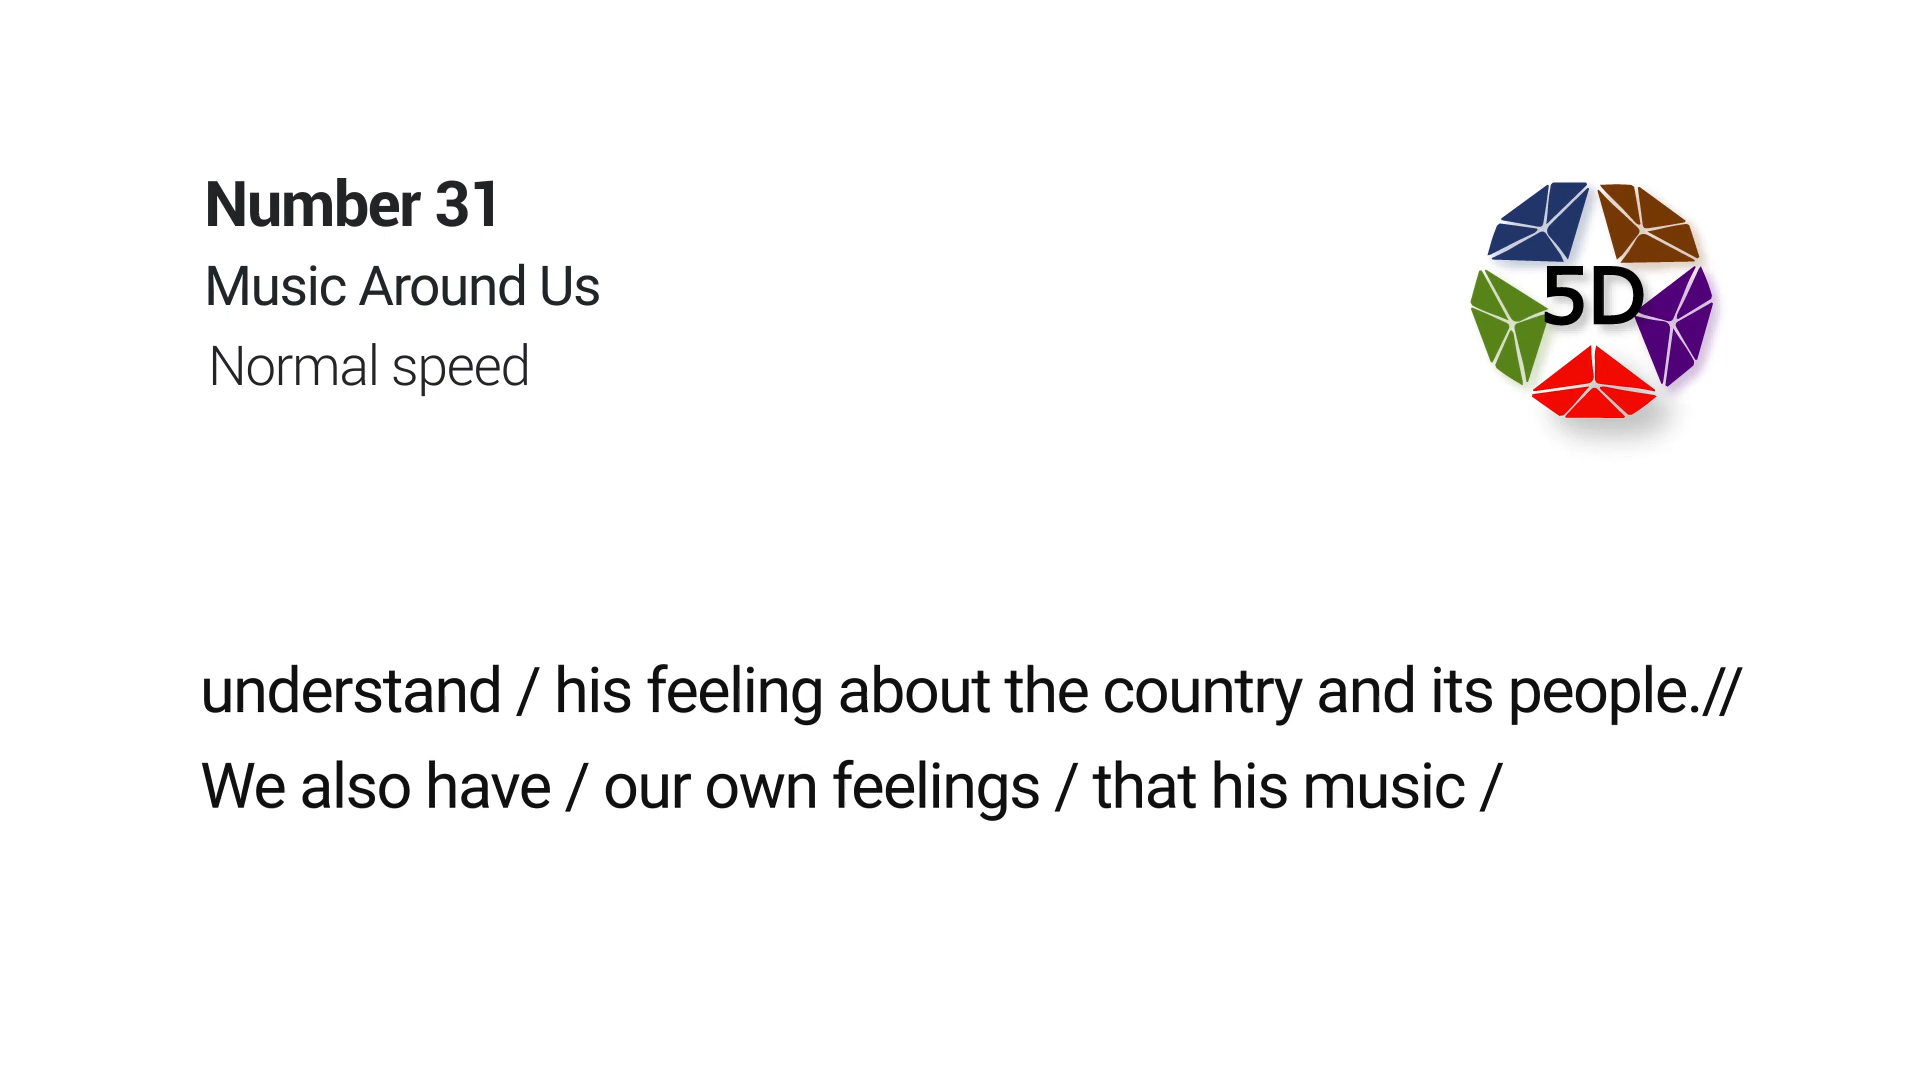 Number 31
Music Around Us
Normal speed
5D
understand / his feeling about the country and its people.//
We also have / our own feelings / that his music /